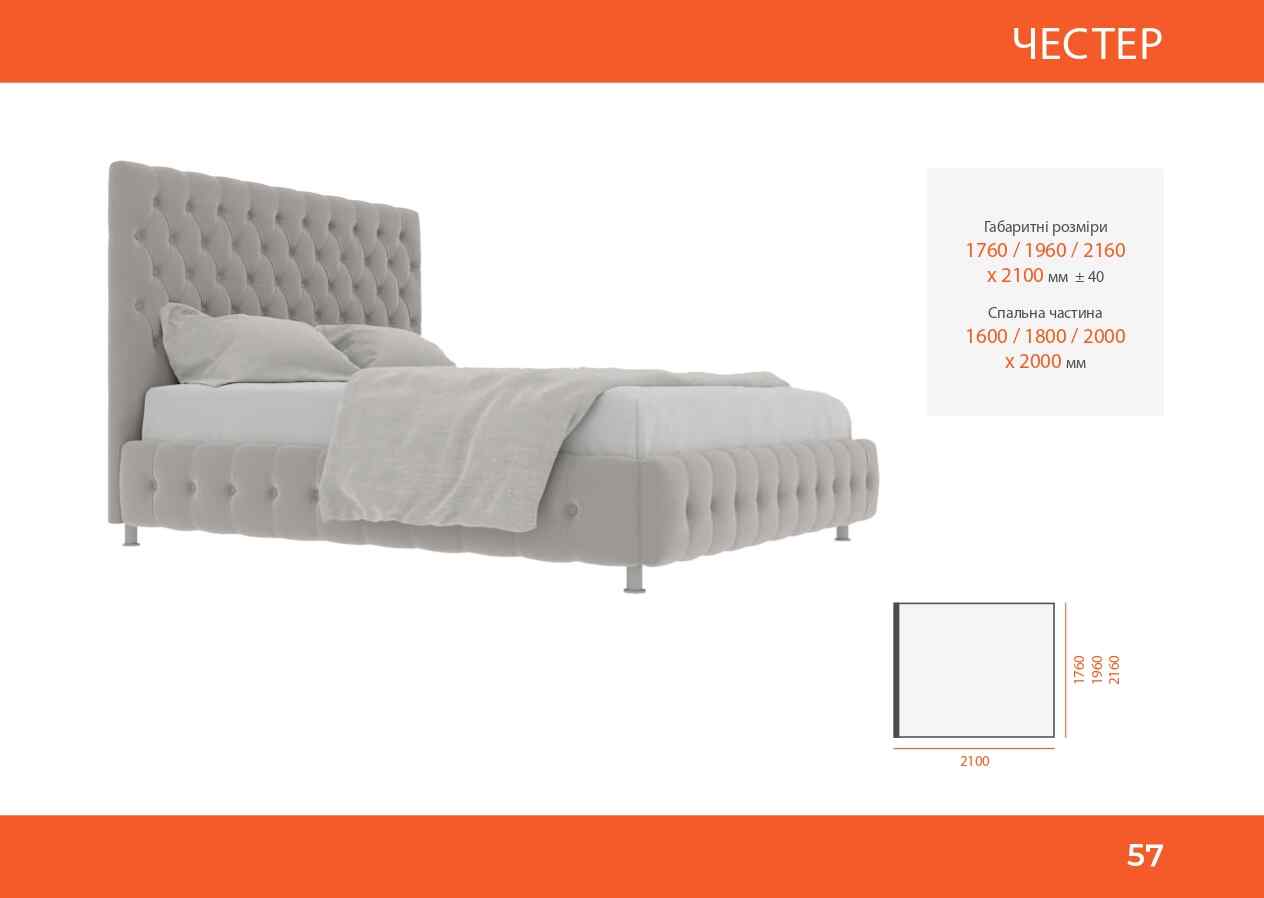 ЧЕСТЕР
Габаритні розміри
1760 / 1960 / 2160
х 2100 мм ± 40
Спальна частина
1600 / 1800 / 2000
х 2000 мм
1760
1960
2160
2100
57